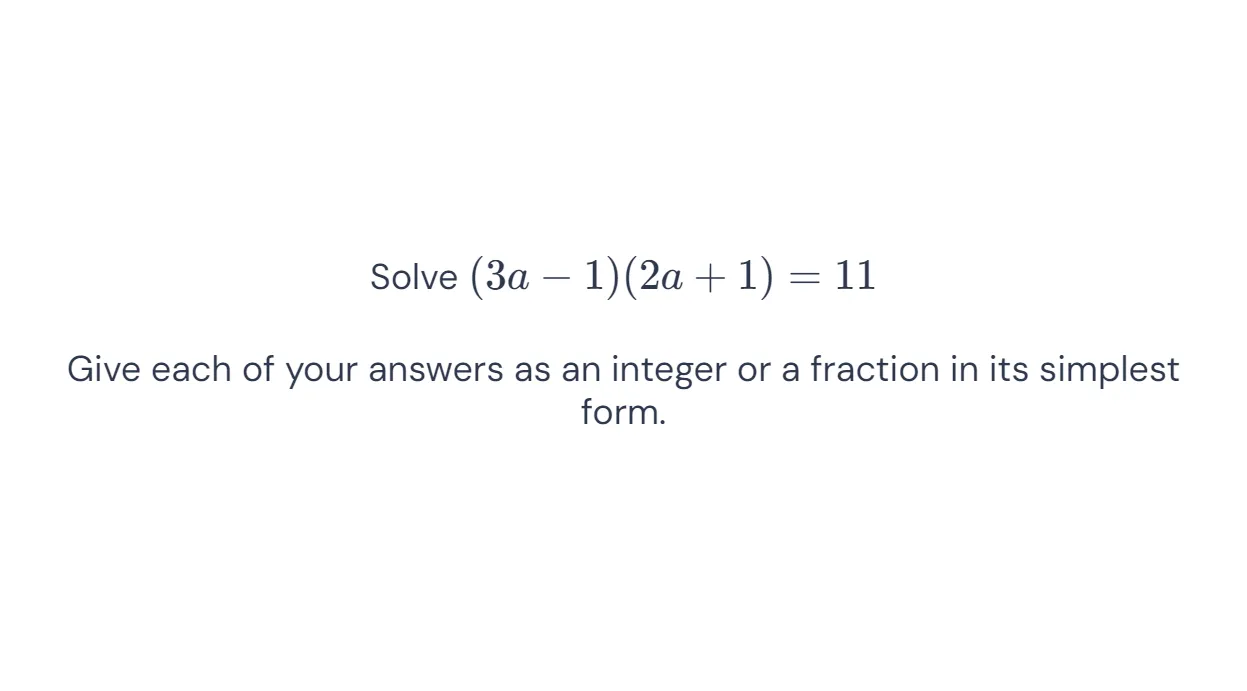 Solve (3a − 1)(2a + 1) = 11
Give each of your answers as an integer or a fraction in its simplest
form.